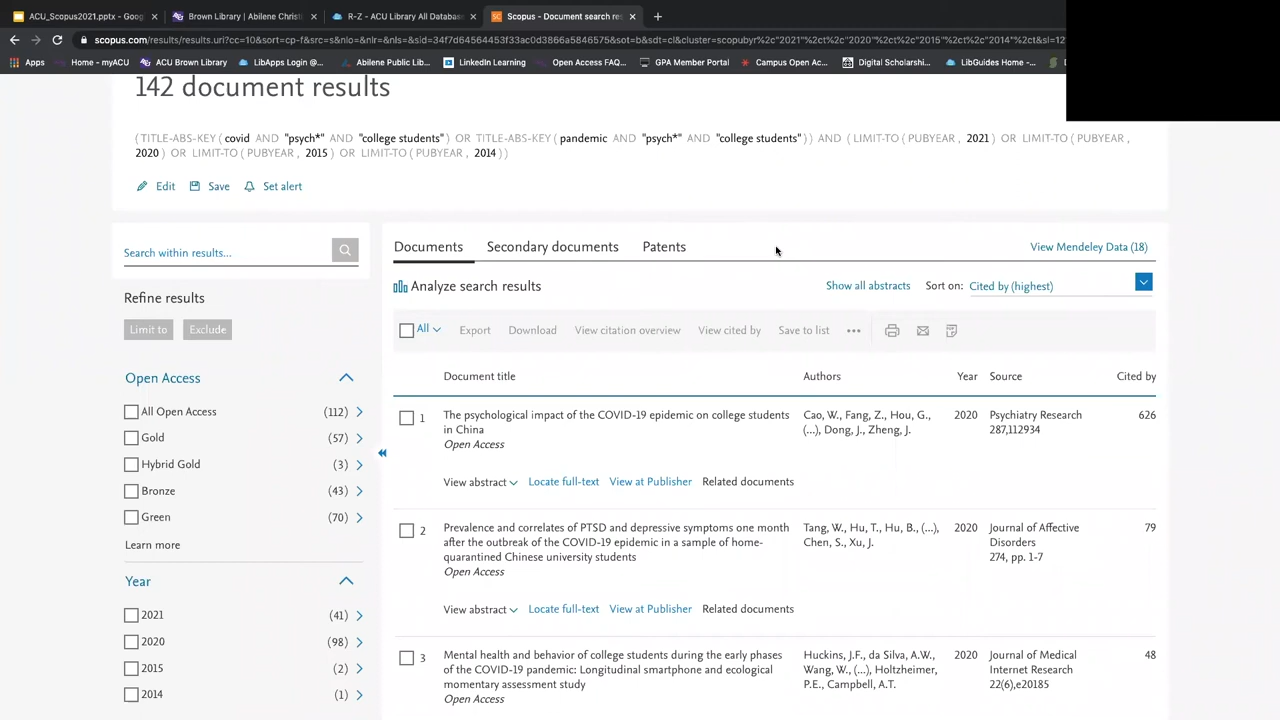 ACU_Scopus2021.pptx - Goog
Brown Library | Abilene Christi
R-Z - ACU Library All Databas
Scopus - Document search res
scopus.com/results/results.uri?cc=10&sort=cp-f&src=s&nlo=&nlr=&nls=&sid=34f7d64564453f33ac0d3866a5846575&sot=b&sdt=cl&cluster=scopubyr%2c"2021"%2ct%2c"2020"%2ct%2c"2015"%2ct%2c"2014"%2ct&sl=12
Apps
Home - myACU
ACU Brown Library
LibApps Login @...
Abilene Public Lib...
LinkedIn Learning
Open Access FAQ...
GPA Member Portal
Campus Open Ac...
Digital Scholarshi...
LibGuides Home -...
142 document results
( TITLE-ABS-KEY ( covid AND "psych*" AND "college students" ) OR TITLE-ABS-KEY ( pandemic AND "psych*" AND "college students" ) ) AND ( LIMIT-TO ( PUBYEAR , 2021 ) OR LIMIT-TO ( PUBYEAR ,
2020 ) OR LIMIT-TO ( PUBYEAR , 2015 ) OR LIMIT-TO ( PUBYEAR , 2014 ) )
Edit Save Set alert
Search within results...
Refine results
Limit to Exclude
Open Access
All Open Access (112)
Gold (57)
Hybrid Gold (3)
Bronze (43)
Green (70)
Learn more
Year
2021 (41)
2020 (98)
2015 (2)
2014 (1)
Documents Secondary documents Patents View Mendeley Data (18)
Analyze search results Show all abstracts Sort on: Cited by (highest)
All Export Download View citation overview View cited by Save to list •••
Document title Authors Year Source Cited by
1 The psychological impact of the COVID-19 epidemic on college students Cao, W., Fang, Z., Hou, G., 2020 Psychiatry Research 626
in China (...), Dong, J., Zheng, J. 287,112934
Open Access
View abstract Locate full-text View at Publisher Related documents
2 Prevalence and correlates of PTSD and depressive symptoms one month Tang, W., Hu, T., Hu, B., (...), 2020 Journal of Affective 79
after the outbreak of the COVID-19 epidemic in a sample of home- Chen, S., Xu, J. Disorders
quarantined Chinese university students 274, pp. 1-7
Open Access
View abstract Locate full-text View at Publisher Related documents
3 Mental health and behavior of college students during the early phases Huckins, J.F., da Silva, A.W., 2020 Journal of Medical 48
of the COVID-19 pandemic: Longitudinal smartphone and ecological Wang, W., (...), Holtzheimer, Internet Research
momentary assessment study P.E., Campbell, A.T. 22(6),e20185
Open Access